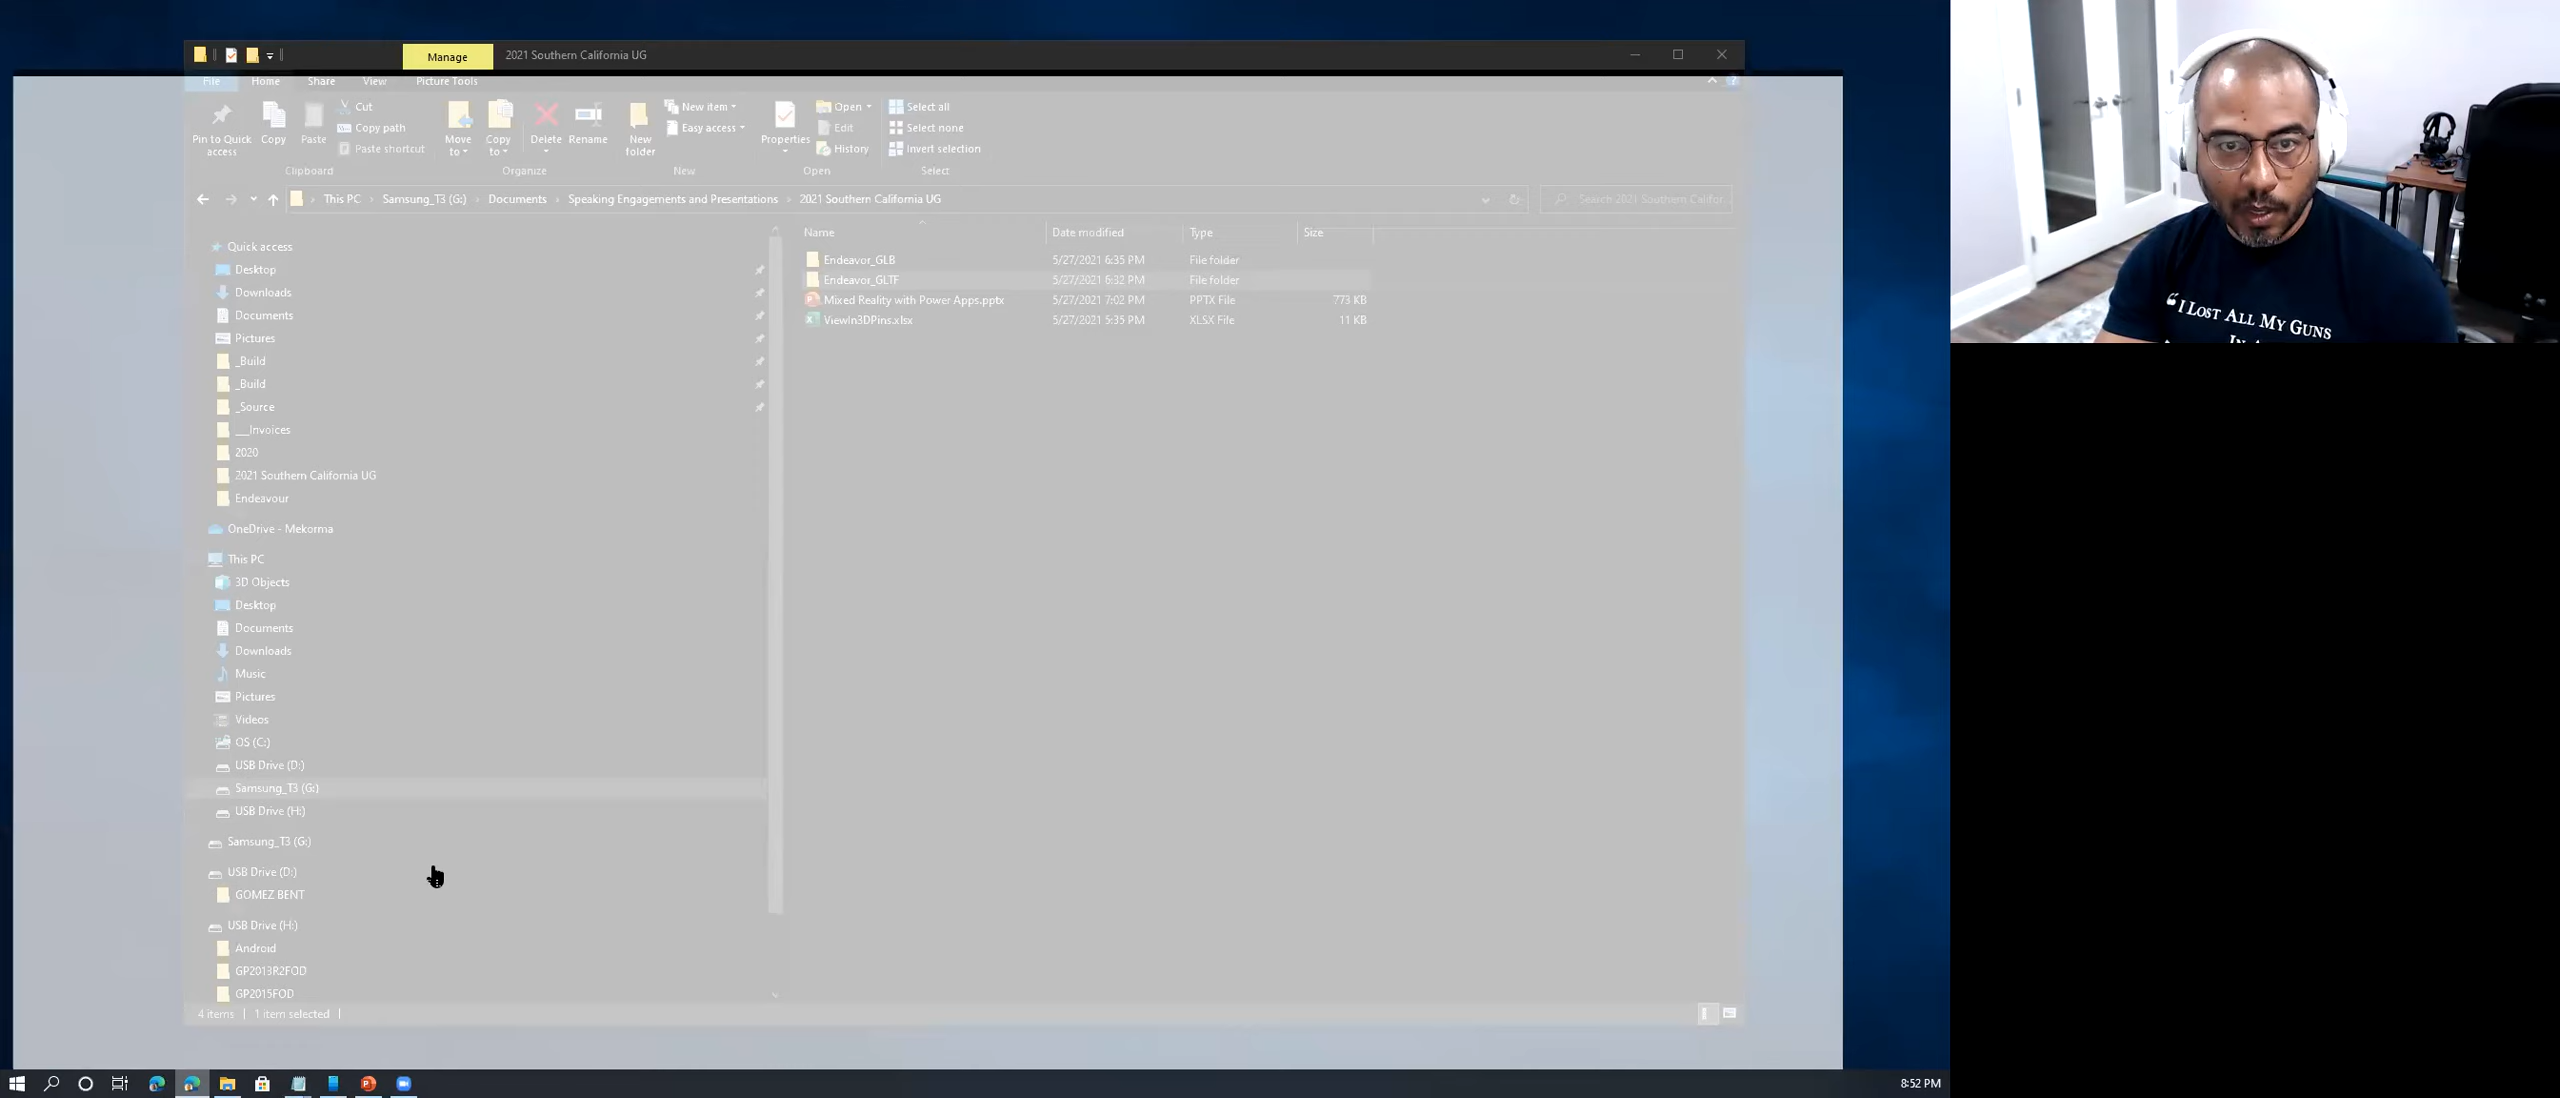 Manage 2021 Southern California UG
File Home Share View Picture Tools
Pin to Quick access
Copy
Paste
Cut
Copy path
Paste shortcut
Clipboard
Move to
Copy to
Delete
Rename
Organize
New folder
New item
Easy access
New
Properties
Open
Edit
History
Open
Select all
Select none
Invert selection
Select
This PC Samsung_T3 (G:) Documents Speaking Engagements and Presentations 2021 Southern California UG
Search 2021 Southern Califor
Quick access
Desktop
Downloads
Documents
Pictures
_Build
_Build
_Source
__Invoices
2020
2021 Southern California UG
Endeavour
OneDrive - Mekorma
This PC
3D Objects
Desktop
Documents
Downloads
Music
Pictures
Videos
OS (C:)
USB Drive (D:)
Samsung_T3 (G:)
USB Drive (H:)
Samsung_T3 (G:)
USB Drive (D:)
GOMEZ BENT
USB Drive (H:)
Android
GP2013R2FOD
GP2015FOD
Name Date modified Type Size
Endeavor_GLB 5/27/2021 6:35 PM File folder
Endeavor_GLTF 5/27/2021 6:32 PM File folder
Mixed Reality with Power Apps.pptx 5/27/2021 7:02 PM PPTX File 773 KB
ViewIn3DPins.xlsx 5/27/2021 5:35 PM XLSX File 11 KB
4 items 1 item selected
8:52 PM
“I LOST ALL MY GUNS
IN A